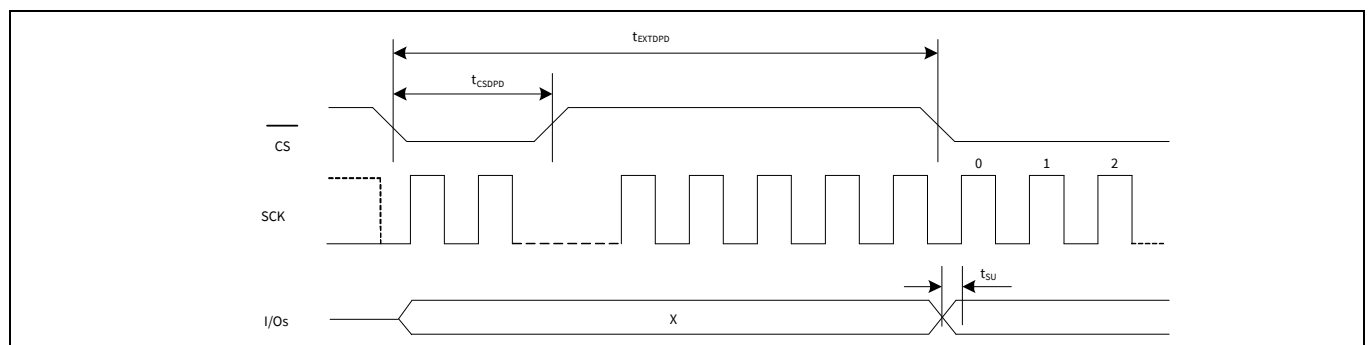 tEXTDPD
tCSDPD
CS
0 1 2
SCK
tSU
I/Os X